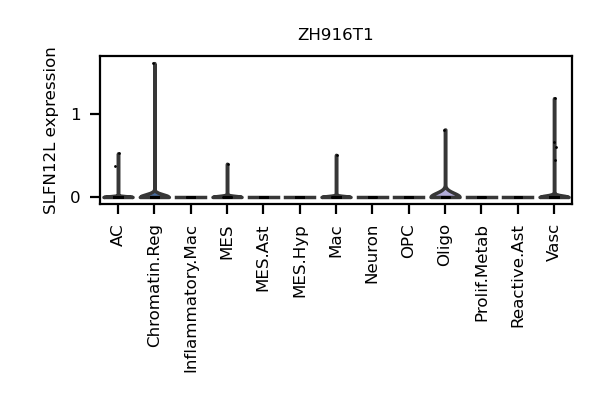 ZH916T1
SLFN12L expression
1
0
AC
Chromatin.Reg
Inflammatory.Mac
MES
MES.Ast
MES.Hyp
Mac
Neuron
OPC
Oligo
Prolif.Metab
Reactive.Ast
Vasc